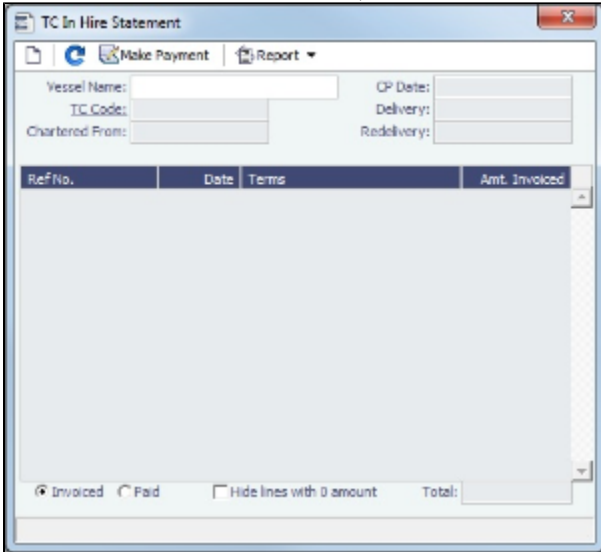 TC In Hire Statement
Make Payment Report
Vessel Name: CP Date:
TC Code: Delivery:
Chartered From: Redelivery:
Ref No. Date Terms Amt. Invoiced
Invoiced Paid Hide lines with 0 amount Total: